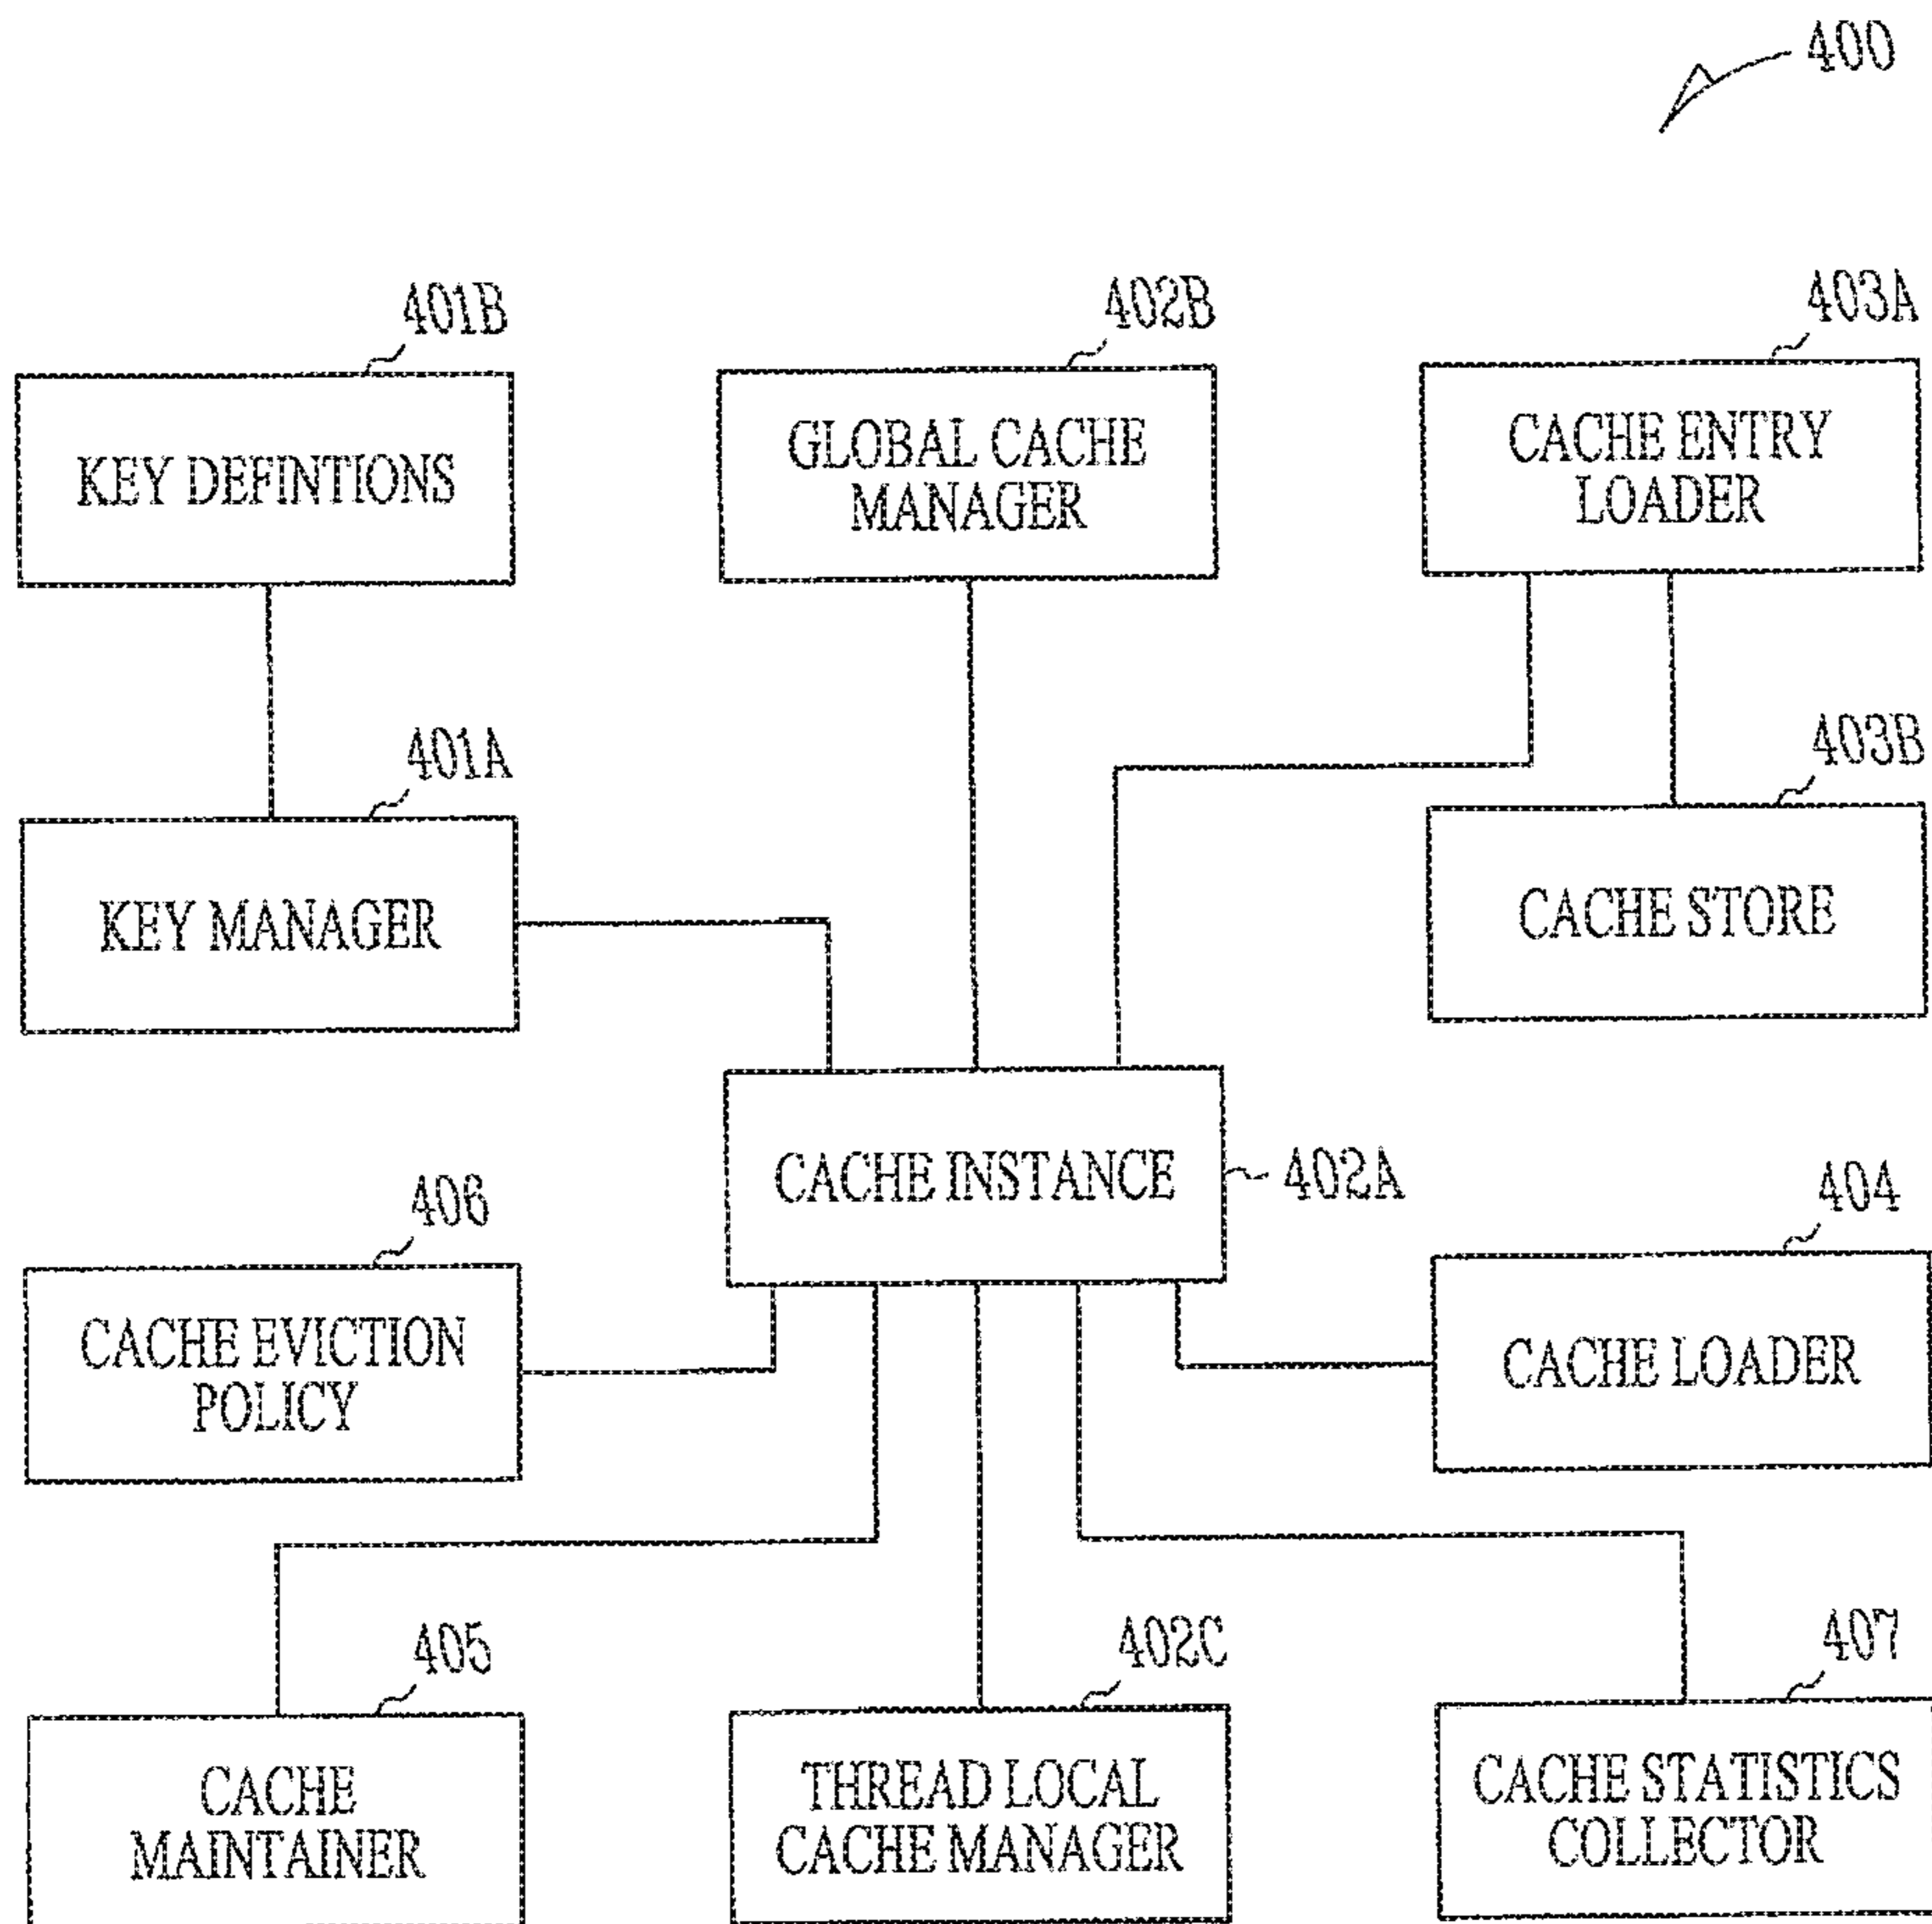 400
401B
KEY DEFINTIONS
402B
GLOBAL CACHE
MANAGER
403A
CACHE ENTRY
LOADER
401A
KEY MANAGER
403B
CACHE STORE
CACHE INSTANCE
402A
406
CACHE EVICTION
POLICY
404
CACHE LOADER
405
CACHE
MAINTAINER
402C
THREAD LOCAL
CACHE MANAGER
407
CACHE STATISTICS
COLLECTOR